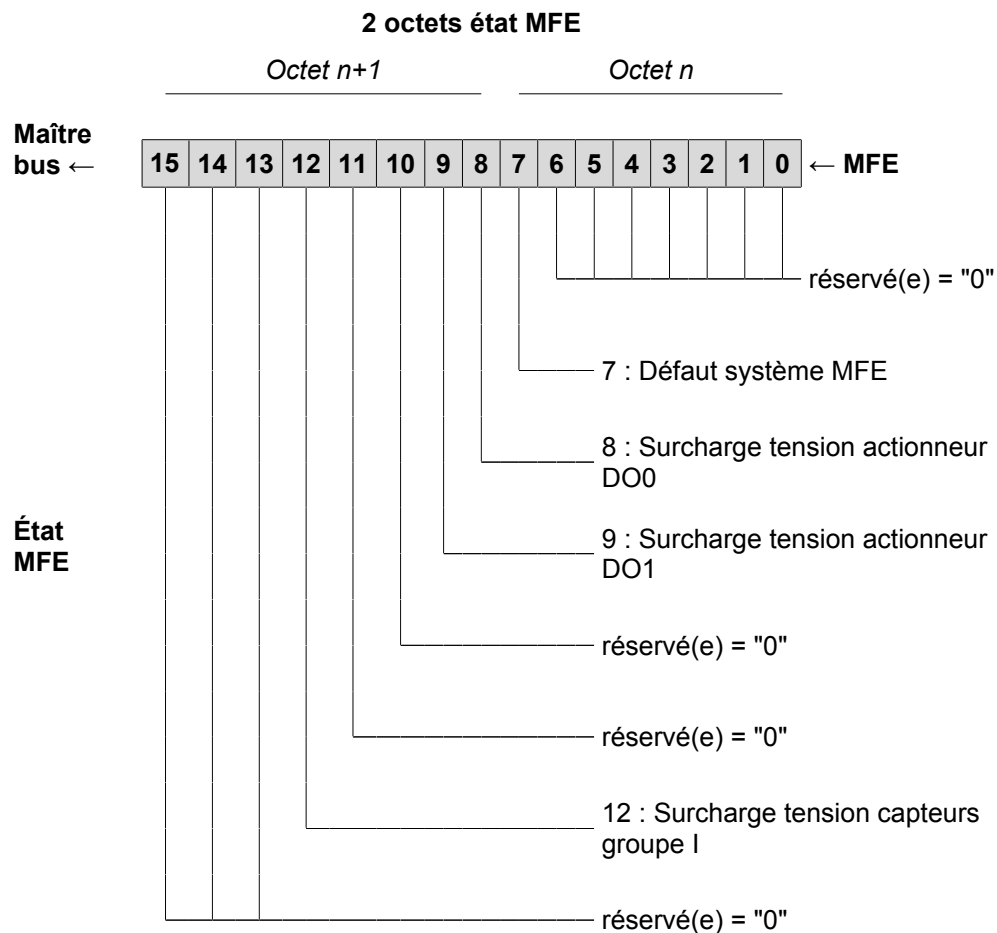 2 octets état MFE
Octet n+1
Octet n
Maître
bus ←
15 14 13 12 11 10 9 8 7 6 5 4 3 2 1 0
← MFE
réservé(e) = "0"
7 : Défaut système MFE
8 : Surcharge tension actionneur
DO0
État
MFE
9 : Surcharge tension actionneur
DO1
réservé(e) = "0"
réservé(e) = "0"
12 : Surcharge tension capteurs
groupe I
réservé(e) = "0"